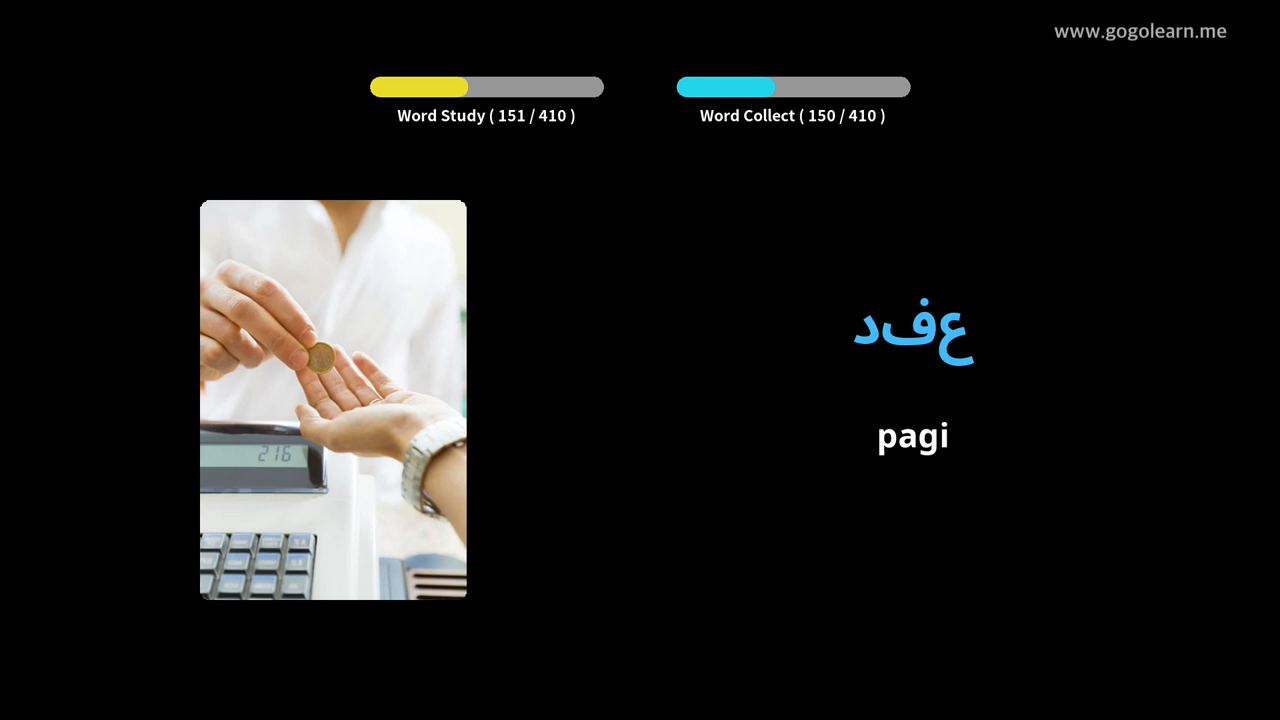 www.gogolearn.me
Word Study ( 151 / 410 )
Word Collect ( 150 / 410 )
216
دفع
pagi